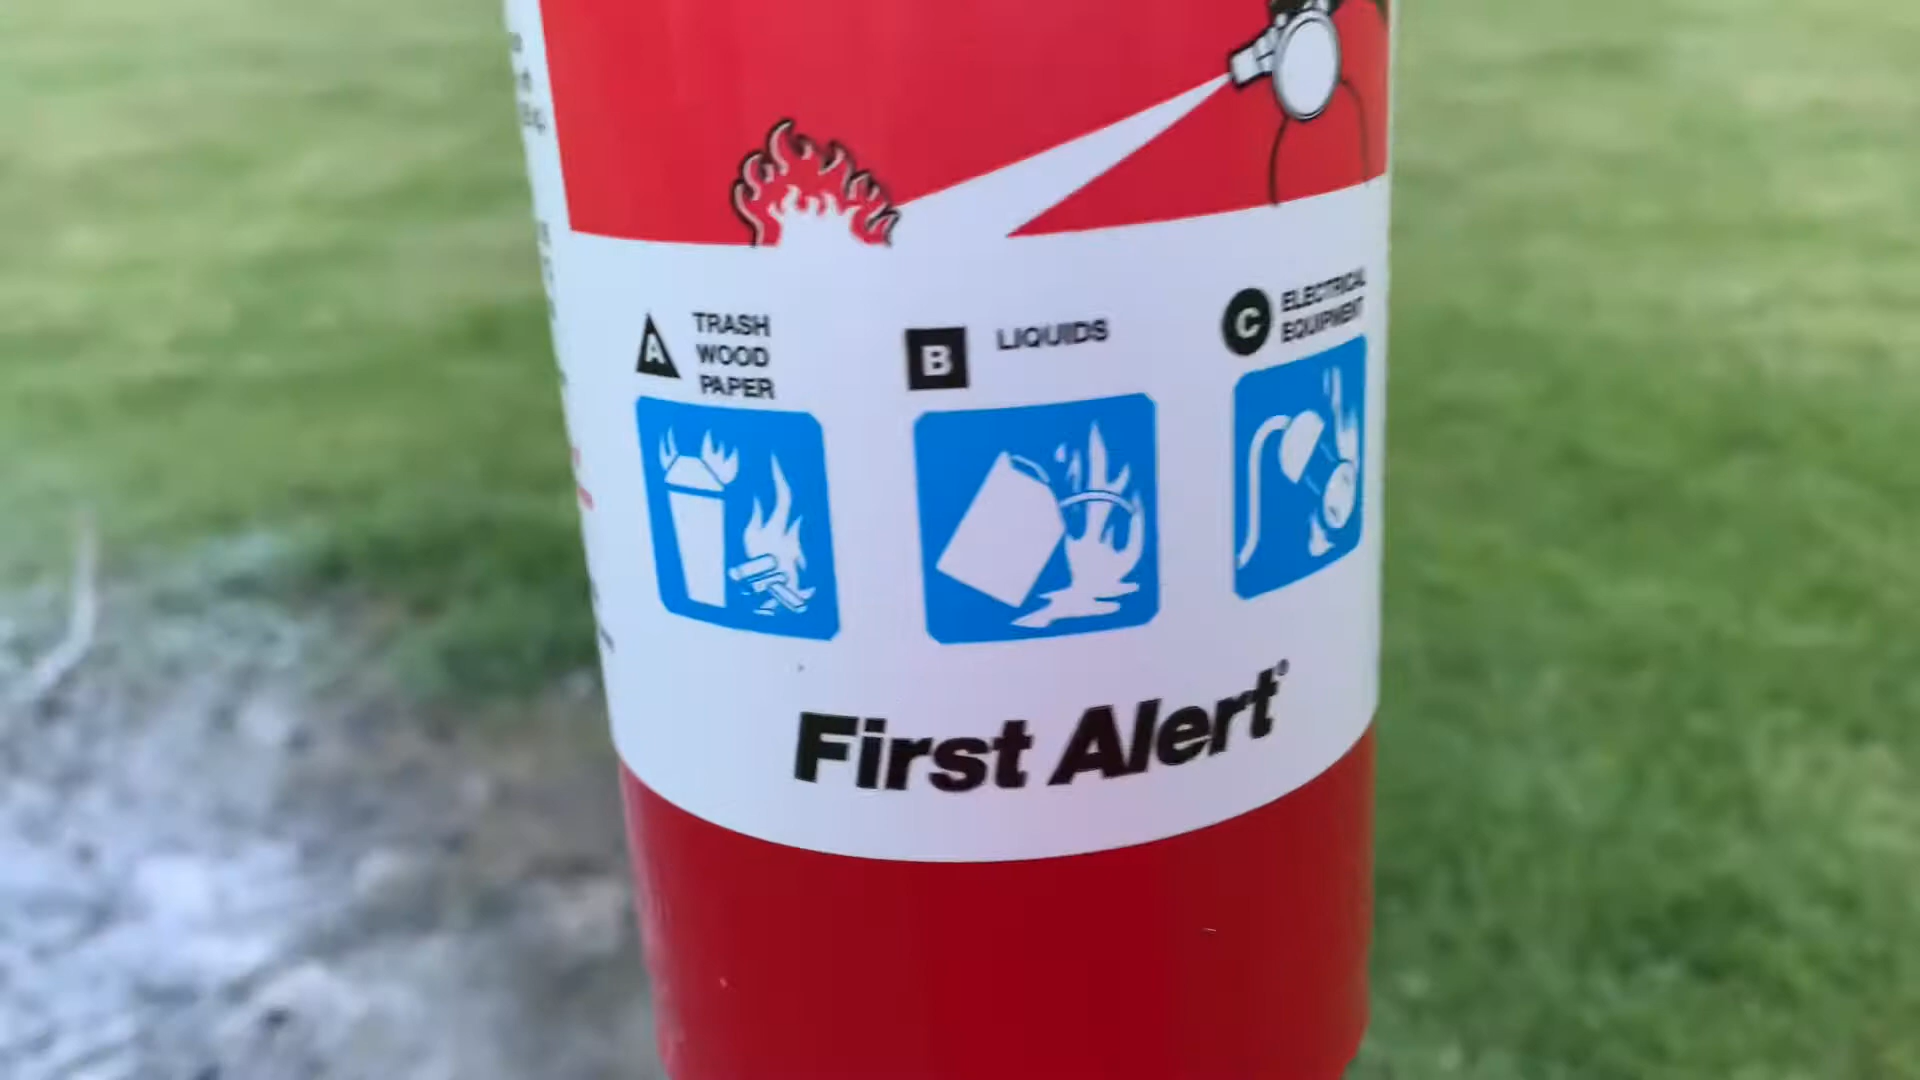 A
TRASH
WOOD
PAPER
B
LIQUIDS
C
ELECTRICAL
EQUIPMENT
First Alert®